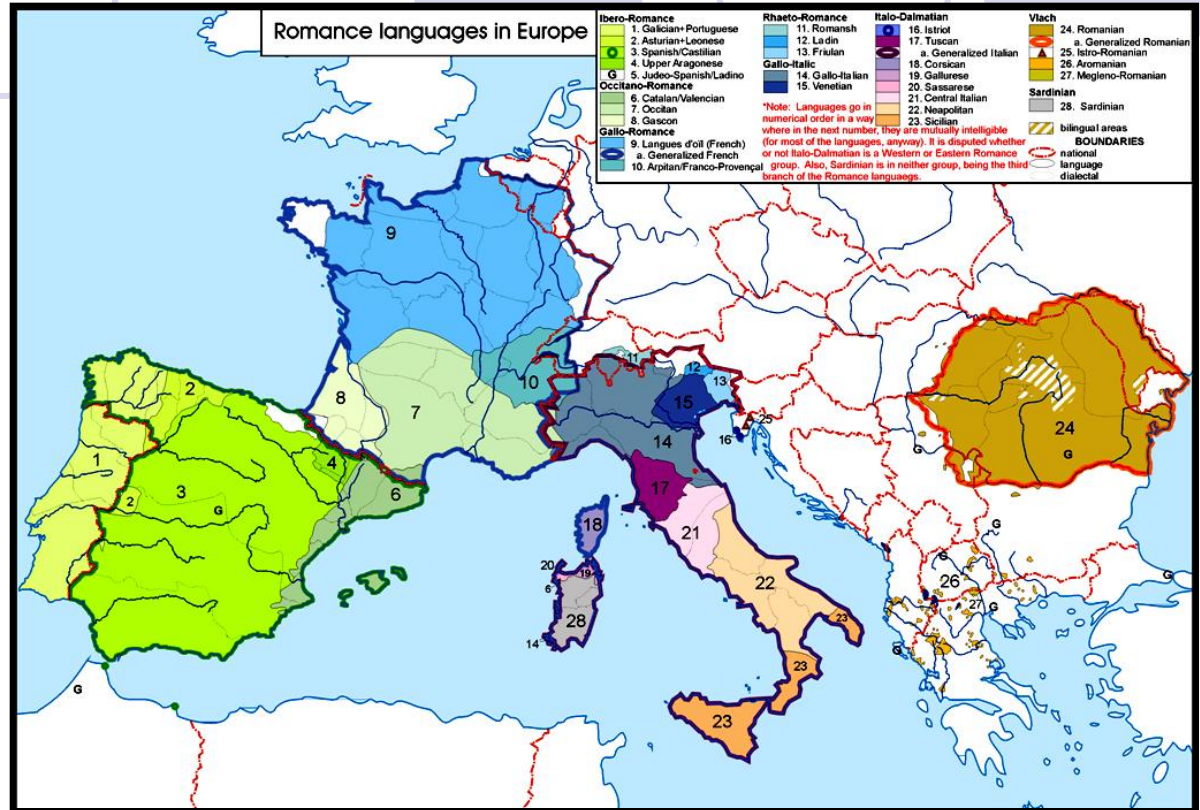 Romance languages in Europe
Ibero-Romance
1. Galician+Portuguese
2. Asturian+Leonese
3. Spanish/Castilian
4. Upper Aragonese
G 5. Judeo-Spanish/Ladino
Occitano-Romance
6. Catalan/Valencian
7. Occitan
8. Gascon
Gallo-Romance
9. Langues d'oïl (French)
a. Generalized French
10. Arpitan/Franco-Provençal
Rhaeto-Romance
11. Romansh
12. Ladin
13. Friulan
Gallo-Italic
14. Gallo-Italian
15. Venetian
Italo-Dalmatian
16. Istriot
17. Tuscan
a. Generalized Italian
18. Corsican
19. Gallurese
20. Sassarese
21. Central Italian
22. Neapolitan
23. Sicilian
*Note: Languages go in
numerical order in a way
where in the next number, they are mutually intelligible
(for most of the languages, anyway). It is disputed whether
or not Italo-Dalmatian is a Western or Eastern Romance
group. Also, Sardinian is in neither group, being the third
branch of the Romance languaegs.
Vlach
24. Romanian
a. Generalized Romanian
25. Istro-Romanian
26. Aromanian
27. Megleno-Romanian
Sardinian
28. Sardinian
bilingual areas
BOUNDARIES
national
language
dialectal
9
11
12
13
10
2
8
7
15
25
16
14
24
G
1
4
3
6
2
G
17
18
21
G
20
19
6
22
G
26
27
G
28
14
23
G
G
23
G
23